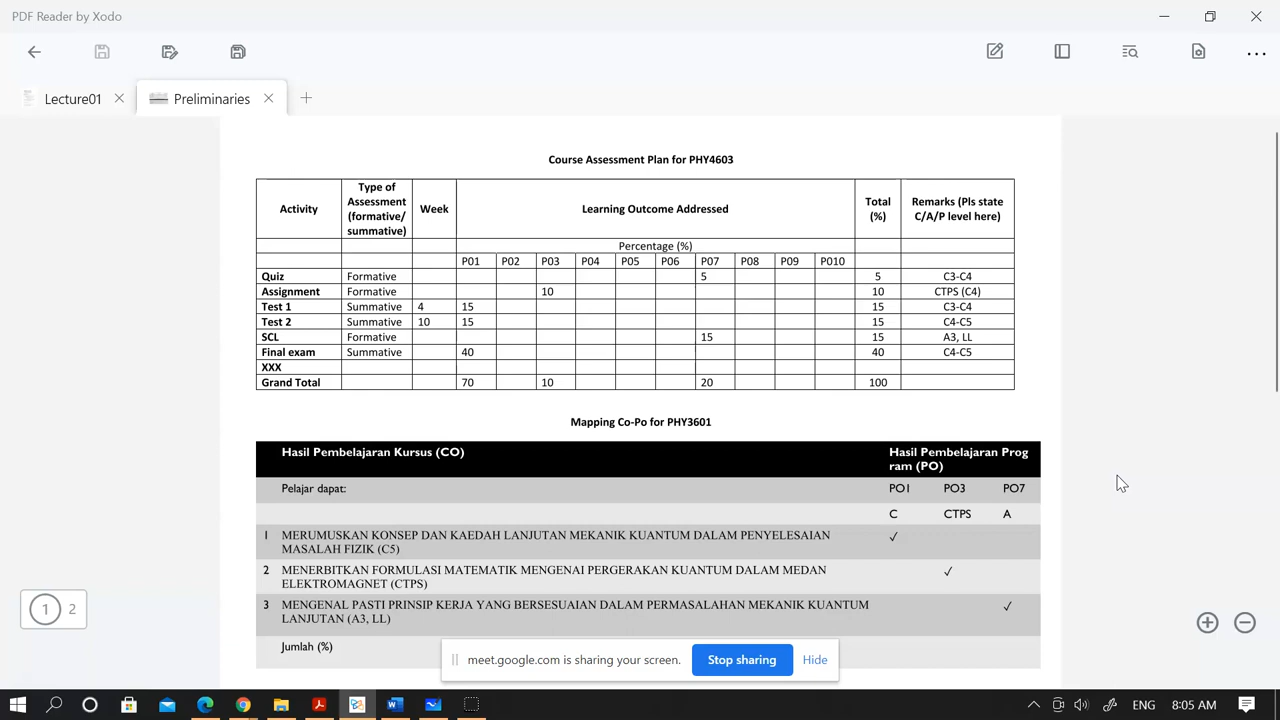 PDF Reader by Xodo
Lecture01
Preliminaries
Course Assessment Plan for PHY4603
Activity Type of Assessment (formative/ summative) Week Learning Outcome Addressed Total (%) Remarks (Pls state C/A/P level here)
Percentage (%)
P01 P02 P03 P04 P05 P06 P07 P08 P09 P010
Quiz Formative 5 5 C3-C4
Assignment Formative 10 10 CTPS (C4)
Test 1 Summative 4 15 15 C3-C4
Test 2 Summative 10 15 15 C4-C5
SCL Formative 15 15 A3, LL
Final exam Summative 40 40 C4-C5
XXX
Grand Total 70 10 20 100
Mapping Co-Po for PHY3601
Hasil Pembelajaran Kursus (CO) Hasil Pembelajaran Prog
ram (PO)
Pelajar dapat: PO1 PO3 PO7
C CTPS A
1 MERUMUSKAN KONSEP DAN KAEDAH LANJUTAN MEKANIK KUANTUM DALAM PENYELESAIAN ✓
MASALAH FIZIK (C5)
2 MENERBITKAN FORMULASI MATEMATIK MENGENAI PERGERAKAN KUANTUM DALAM MEDAN ✓
ELEKTROMAGNET (CTPS)
3 MENGENAL PASTI PRINSIP KERJA YANG BERSESUAIAN DALAM PERMASALAHAN MEKANIK KUANTUM ✓
LANJUTAN (A3, LL)
Jumlah (%)
1 2
meet.google.com is sharing your screen. Stop sharing Hide
ENG 8:05 AM